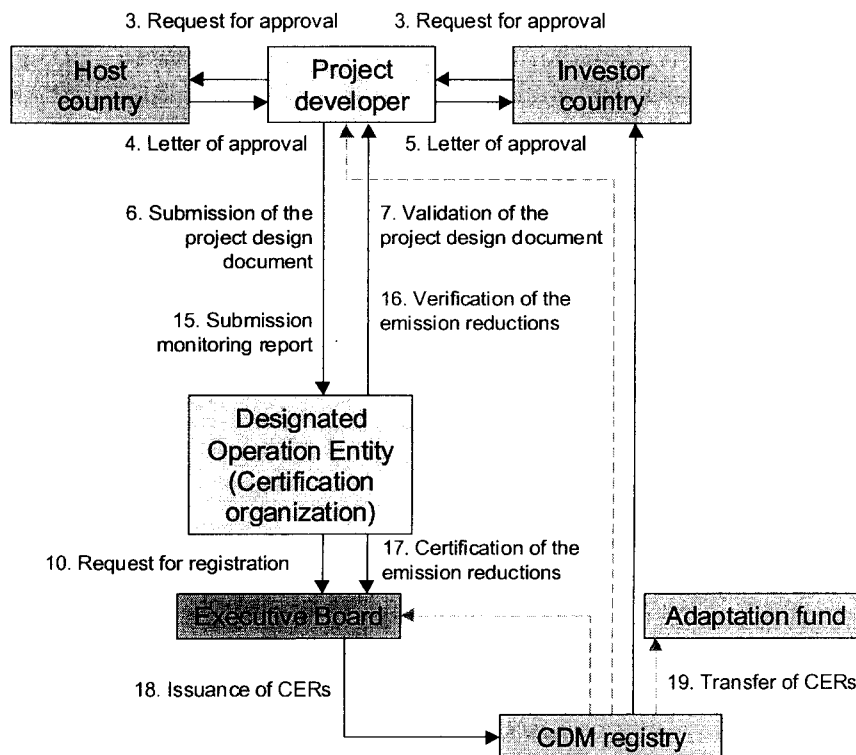 3. Request for approval
3. Request for approval
Host
country
Project
developer
Investor
country
4. Letter of approval
5. Letter of approval
6. Submission of the
project design
document
7. Validation of the
project design document
15. Submission
monitoring report
16. Verification of the
emission reductions
Designated
Operation Entity
(Certification
organization)
10. Request for registration
17. Certification of the
emission reductions
Executive Board
Adaptation fund
18. Issuance of CERs
19. Transfer of CERs
CDM registry